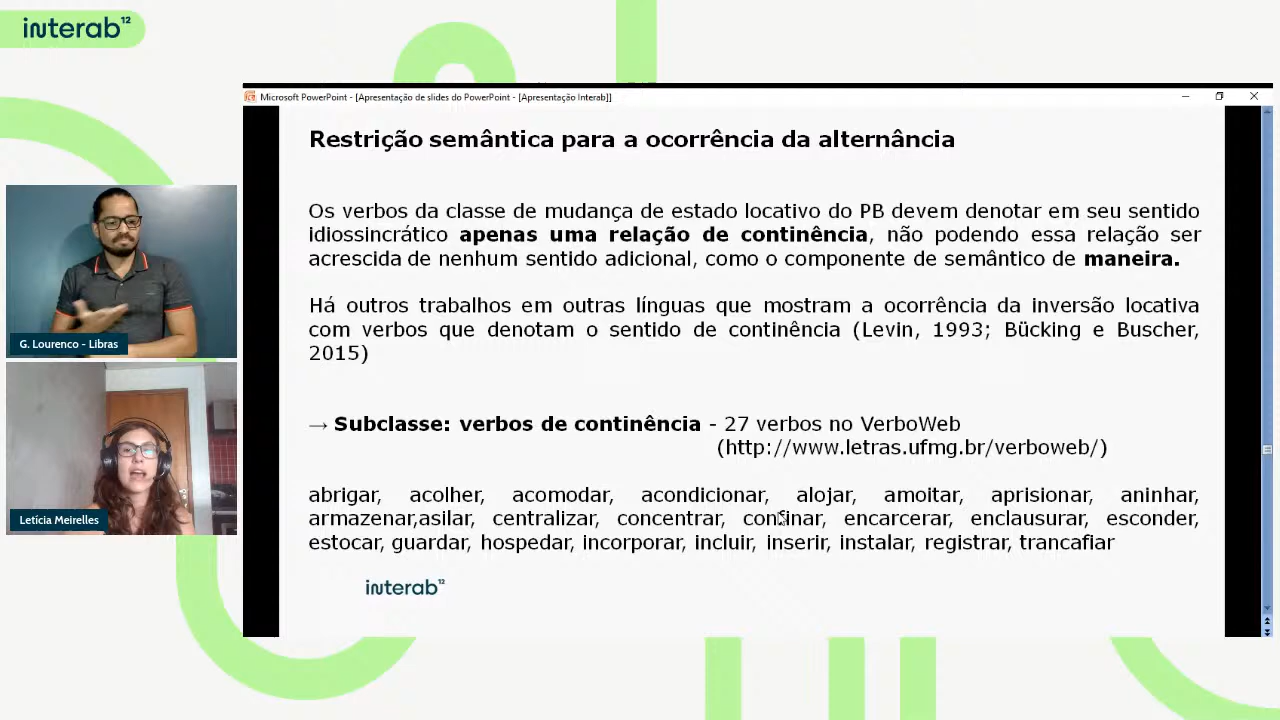 interab12
Microsoft PowerPoint - [Apresentação de slides do PowerPoint - [Apresentação Interab]]
Restrição semântica para a ocorrência da alternância
Os verbos da classe de mudança de estado locativo do PB devem denotar em seu sentido
idiossincrático apenas uma relação de continência, não podendo essa relação ser
acrescida de nenhum sentido adicional, como o componente de semântico de maneira.
Há outros trabalhos em outras línguas que mostram a ocorrência da inversão locativa
com verbos que denotam o sentido de continência (Levin, 1993; Bücking e Buscher,
2015)
→ Subclasse: verbos de continência - 27 verbos no VerboWeb
(http://www.letras.ufmg.br/verboweb/)
abrigar, acolher, acomodar, acondicionar, alojar, amoitar, aprisionar, aninhar,
armazenar,asilar, centralizar, concentrar, confinar, encarcerar, enclausurar, esconder,
estocar, guardar, hospedar, incorporar, incluir, inserir, instalar, registrar, trancafiar
interab12
G. Lourenco - Libras
Letícia Meirelles